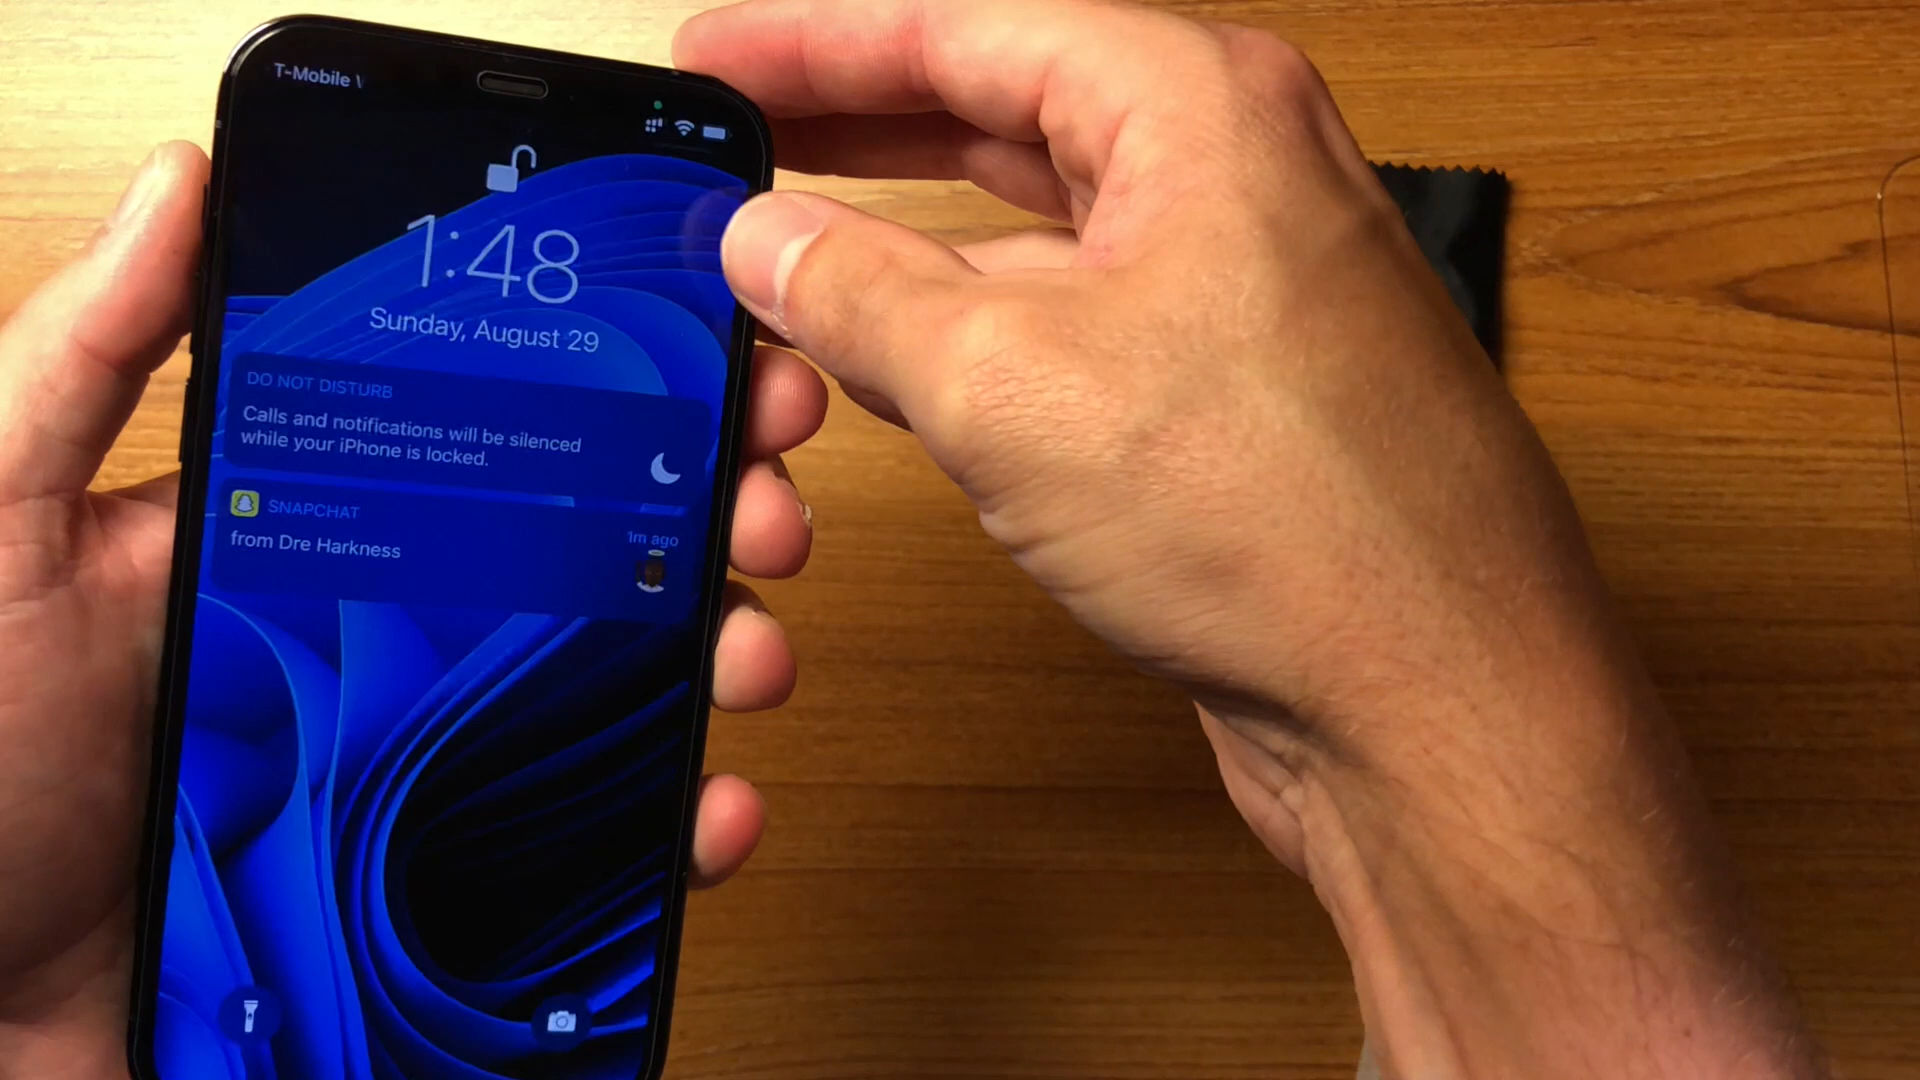 T-Mobile
1:48
Sunday, August 29
DO NOT DISTURB
Calls and notifications will be silenced
while your iPhone is locked.
SNAPCHAT
1m ago
from Dre Harkness